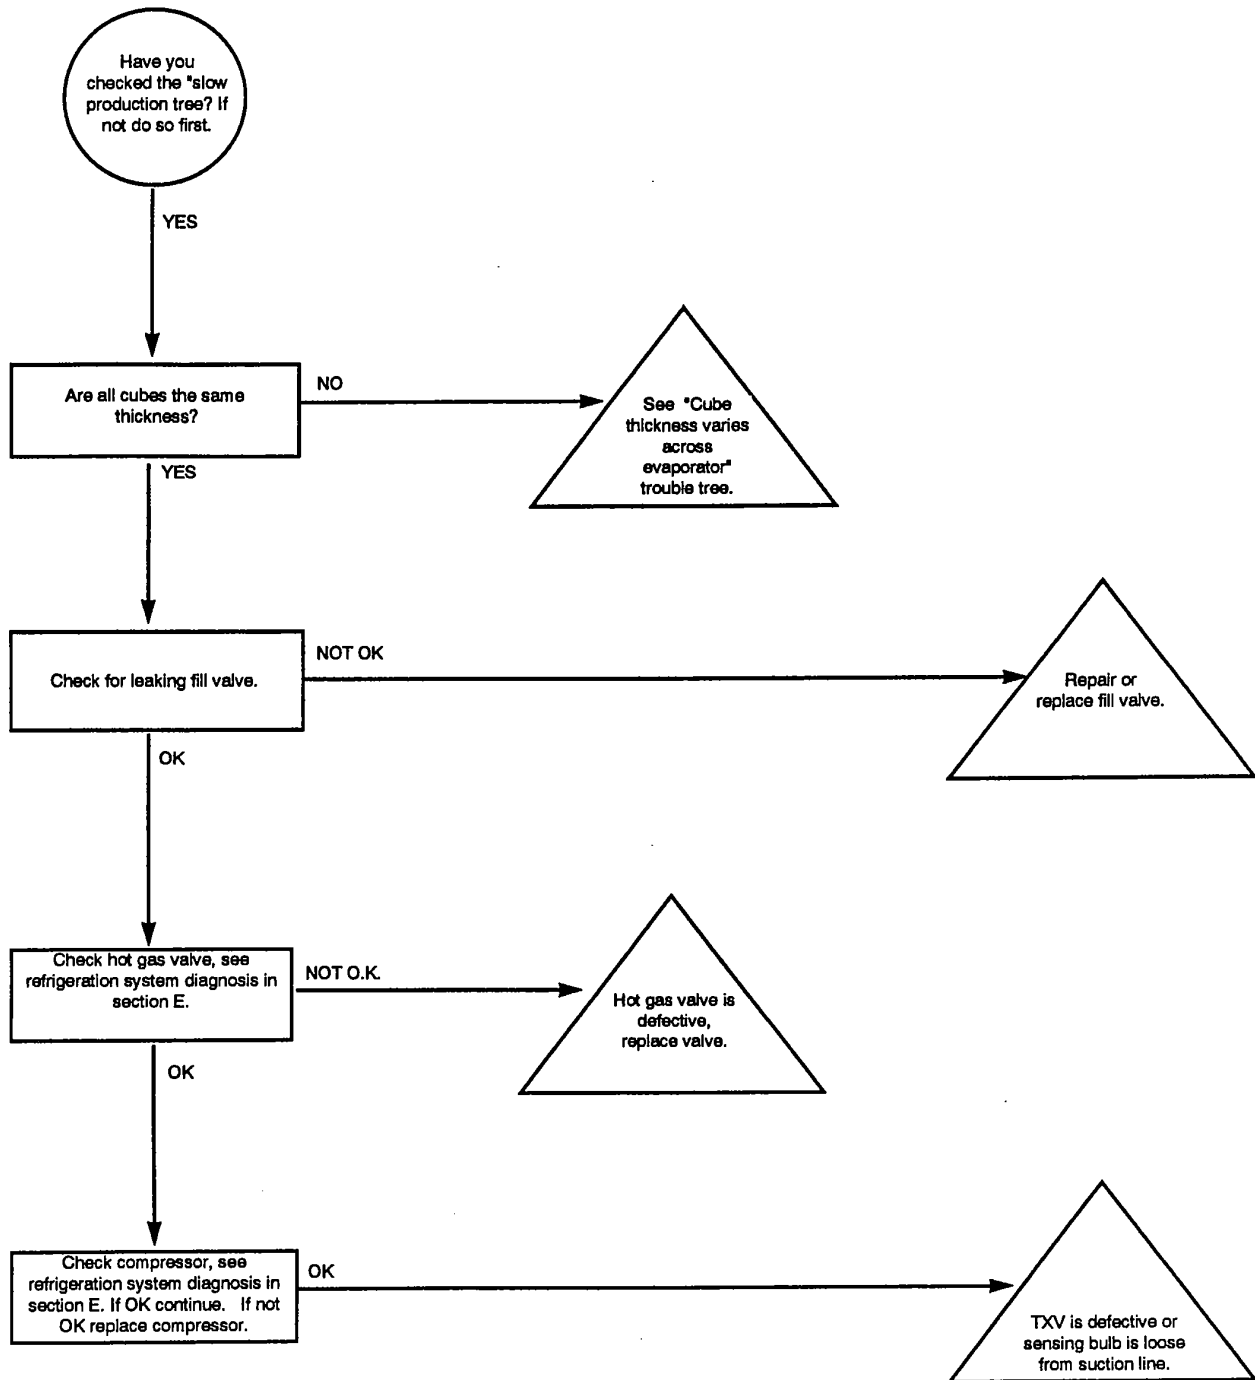 Have you
checked the "slow
production tree? If
not do so first.
YES
Are all cubes the same
thickness?
NO
See "Cube
thickness varies
across
evaporator"
trouble tree.
YES
Check for leaking fill valve.
NOT OK
Repair or
replace fill valve.
OK
Check hot gas valve, see
refrigeration system diagnosis in
section E.
NOT O.K.
Hot gas valve is
defective,
replace valve.
OK
Check compressor, see
refrigeration system diagnosis in
section E. If OK continue. If not
OK replace compressor.
OK
TXV is defective or
sensing bulb is loose
from suction line.